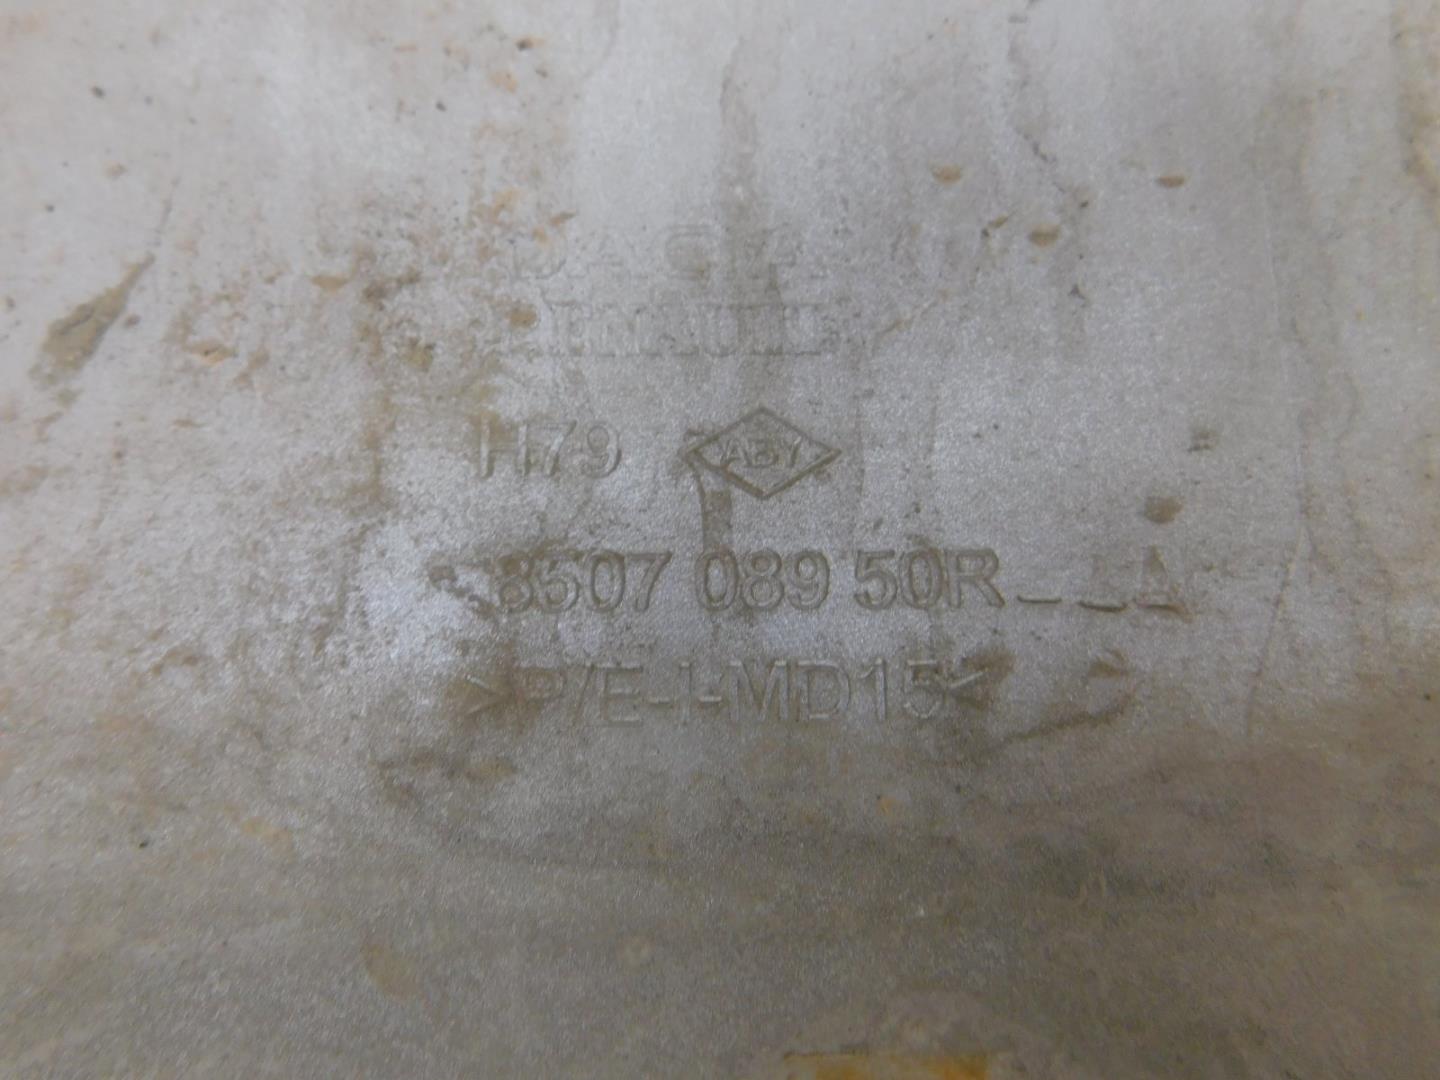 DACIA
RENAULT
H79 ABY
8507 089 50R _ _ _ A
>P/E-I-MD15<